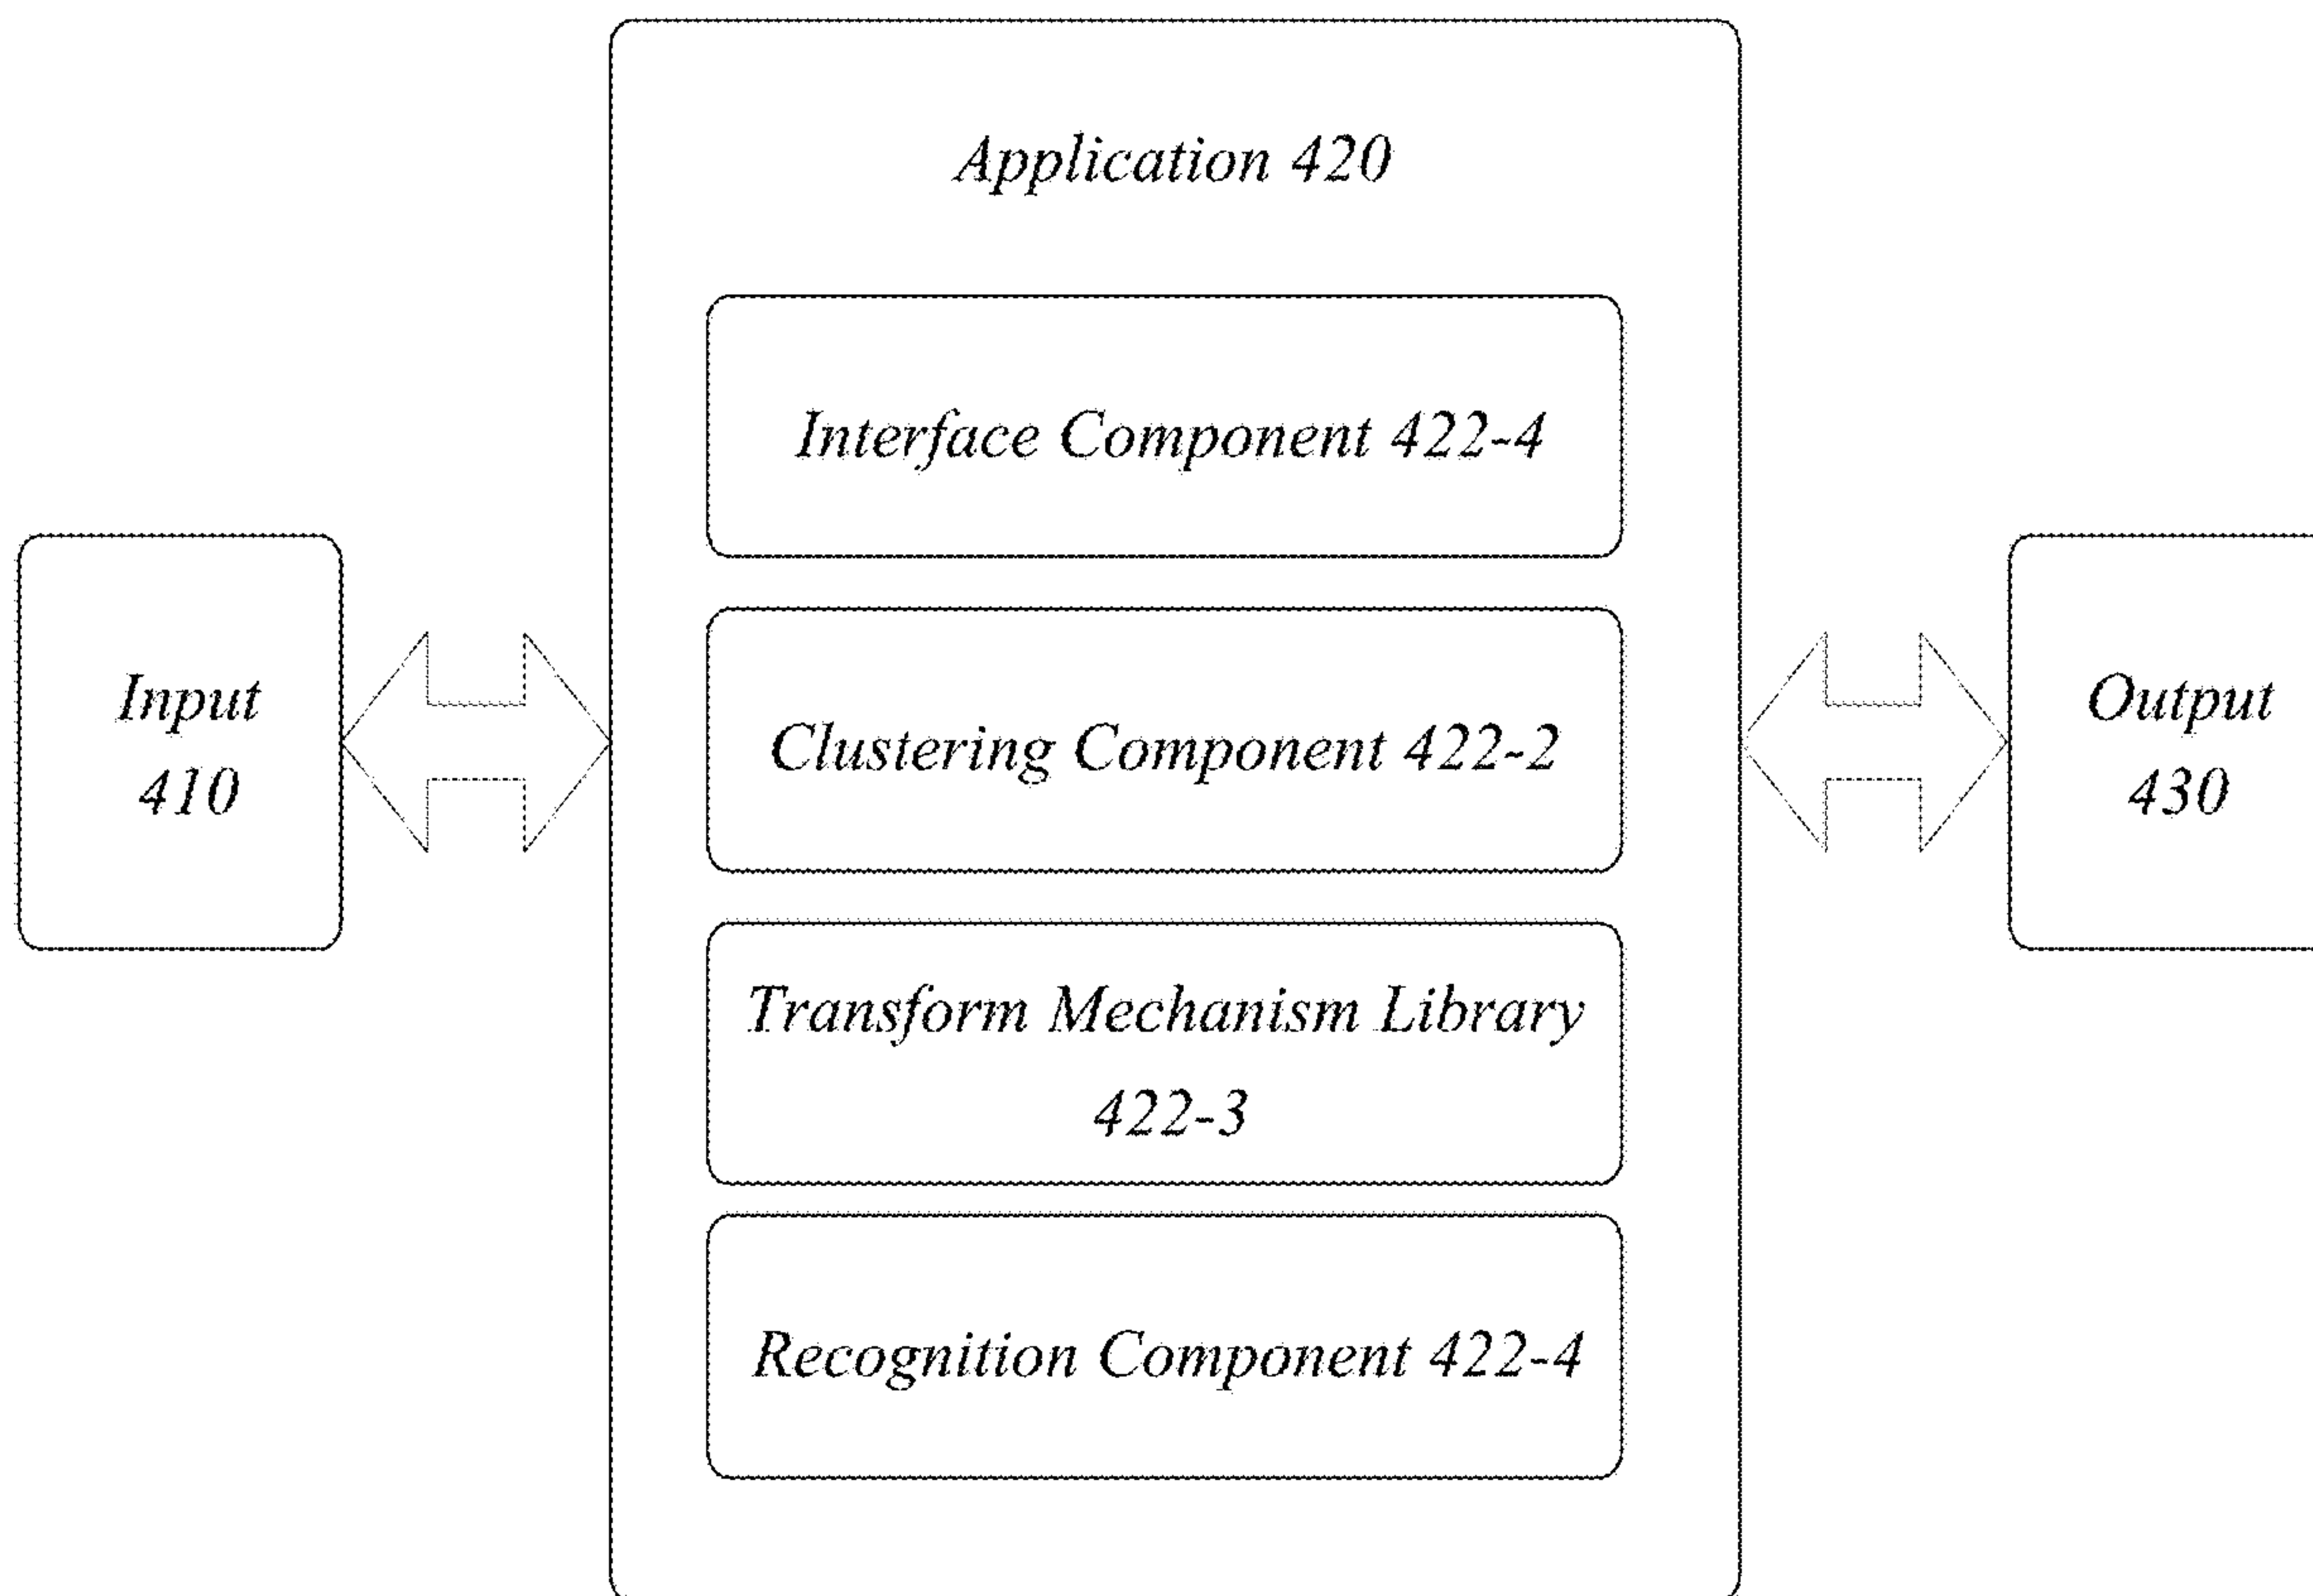 Application 420
Interface Component 422-4
Input
410
Clustering Component 422-2
Output
430
Transform Mechanism Library
422-3
Recognition Component 422-4